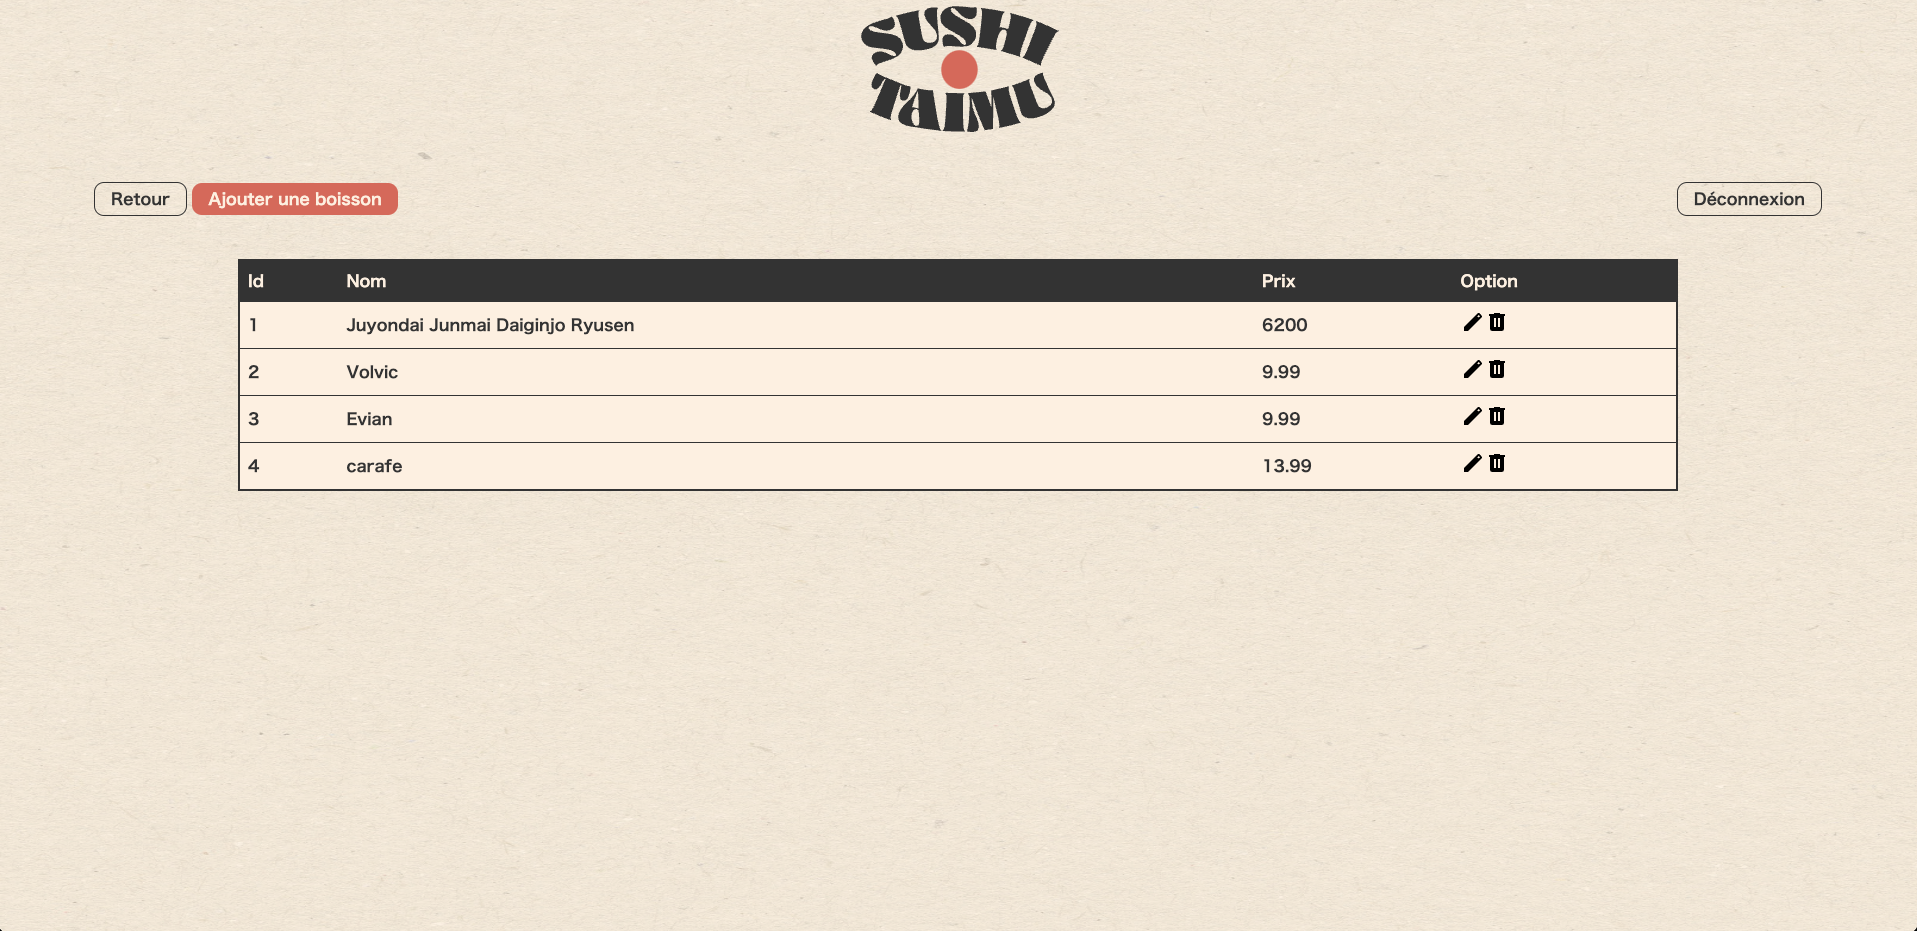 SUSHI
TAIMU
Retour Ajouter une boisson Déconnexion
Id Nom Prix Option
1 Juyondai Junmai Daiginjo Ryusen 6200
2 Volvic 9.99
3 Evian 9.99
4 carafe 13.99